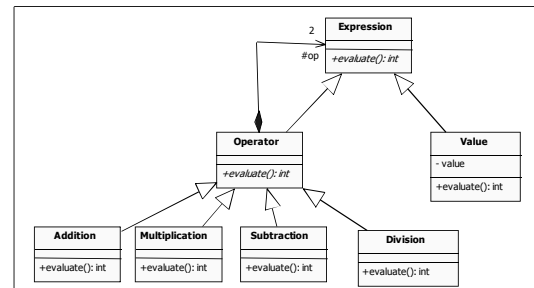 Expression
2
#op
+evaluate(): int
Operator
+evaluate(): int
Value
- value
+evaluate(): int
Addition
+evaluate(): int
Multiplication
+evaluate(): int
Subtraction
+evaluate(): int
Division
+evaluate(): int